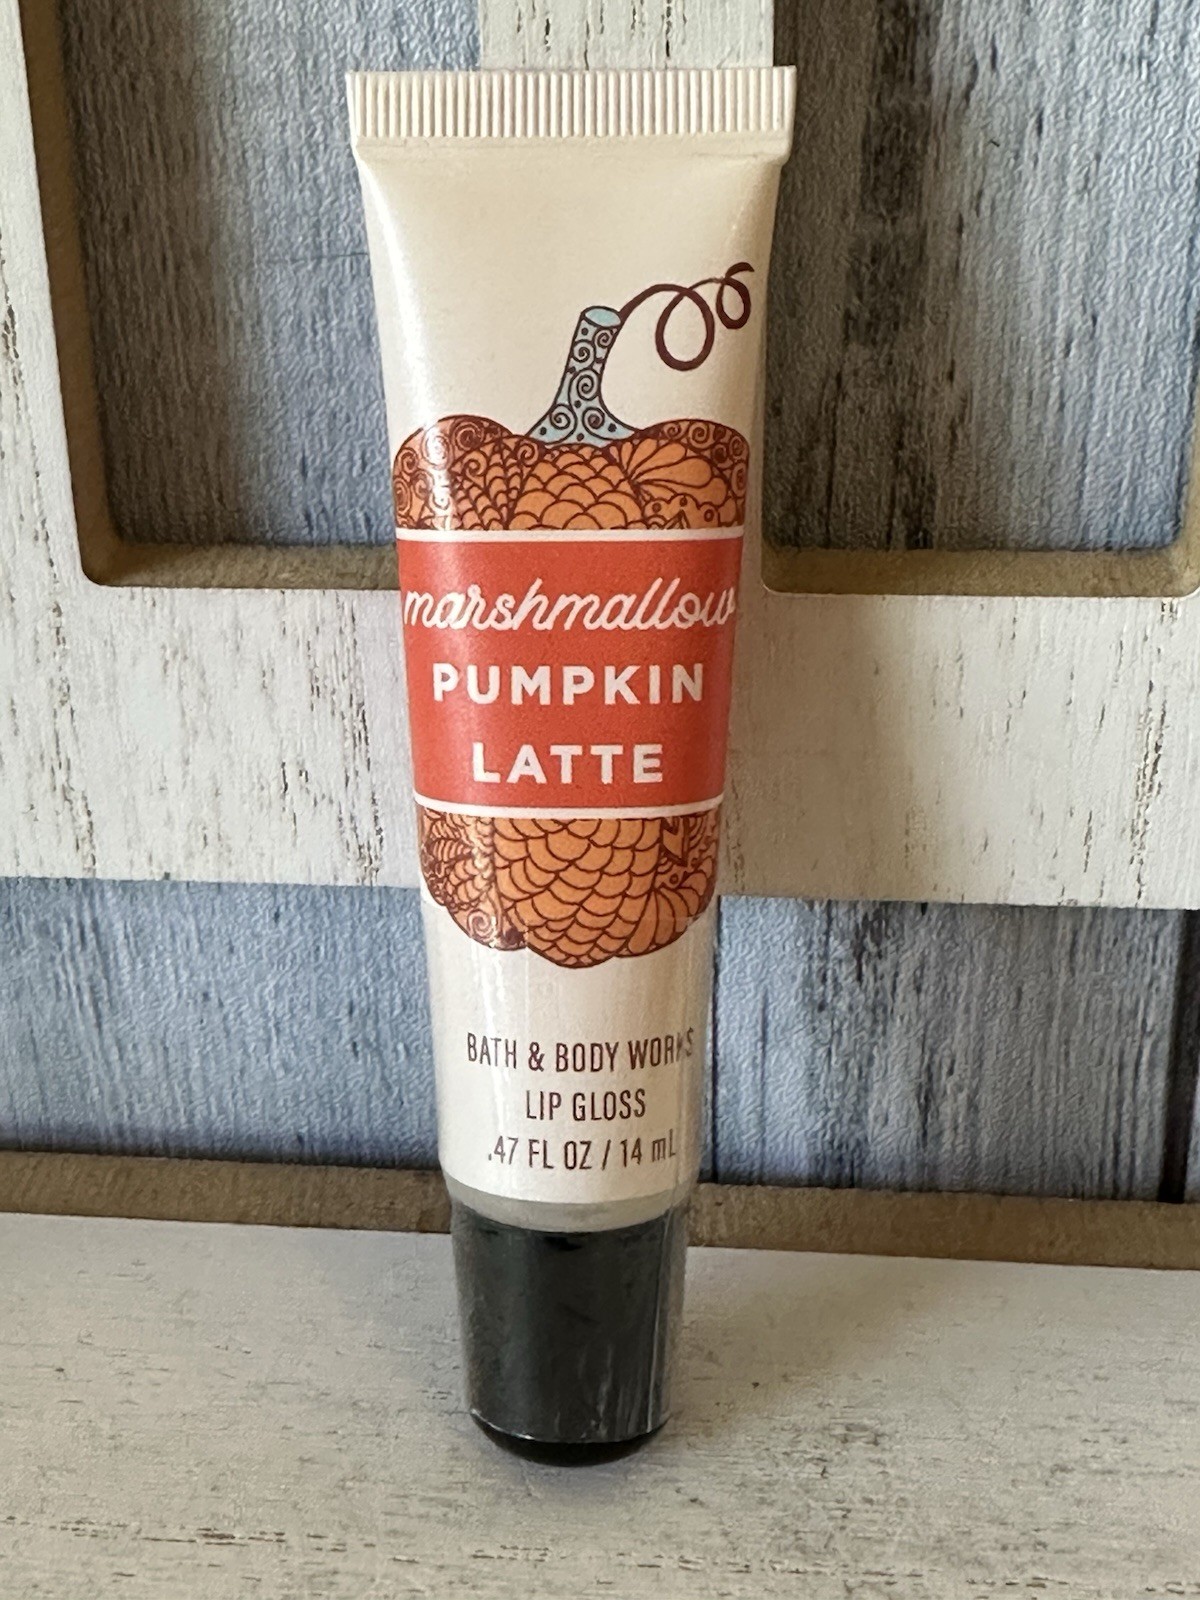 marshmallow
PUMPKIN
LATTE
BATH & BODY WORKS
LIP GLOSS
.47 FL OZ / 14 mL